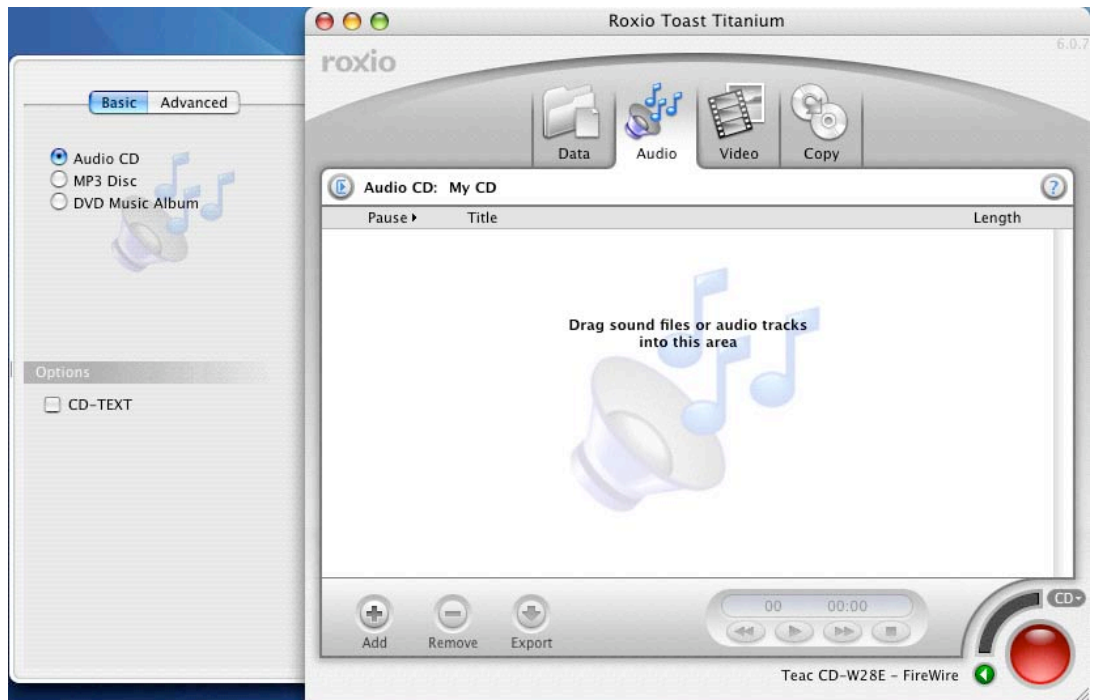 Roxio Toast Titanium
6.0.7
roxio
Basic Advanced
Audio CD
MP3 Disc
DVD Music Album
Options
CD-TEXT
Data Audio Video Copy
Audio CD: My CD ?
Pause Title Length
Drag sound files or audio tracks
into this area
00 00:00
CD
Add Remove Export
Teac CD-W28E - FireWire